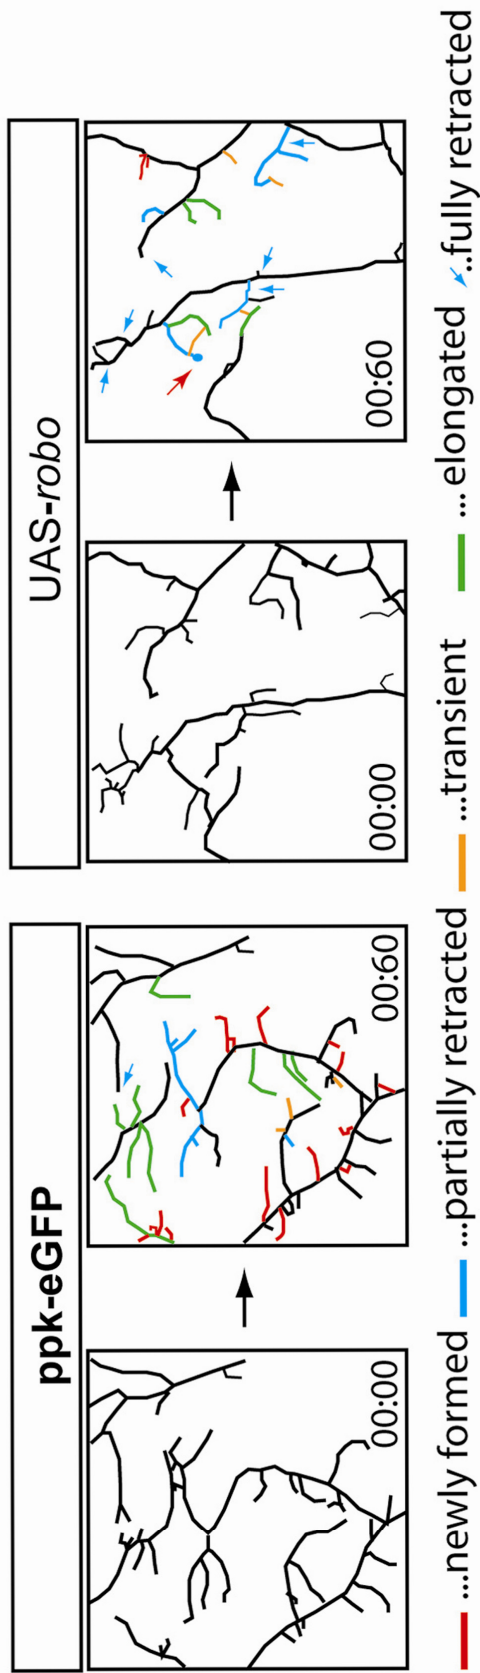 ppk-eGFP
UAS-robo
00:00
00:60
00:00
00:60
...newly formed ...partially retracted ...transient ... elongated ..fully retracted